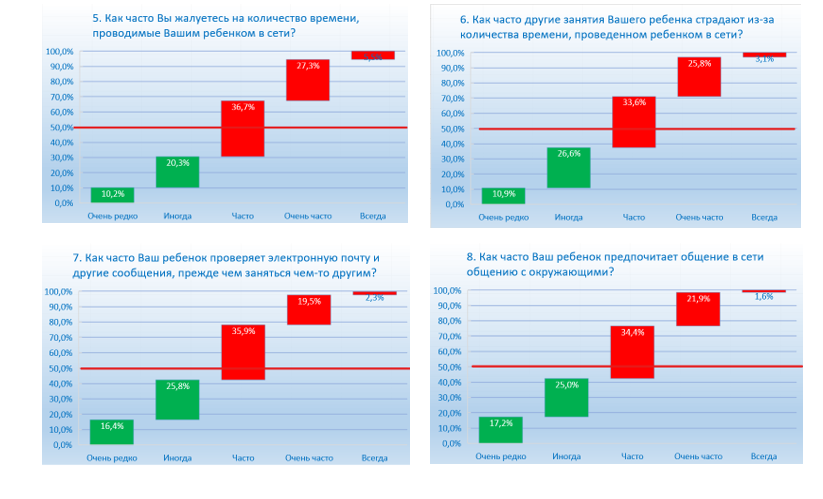 5. Как часто Вы жалуетесь на количество времени,
проводимые Вашим ребенком в сети?
100,0%
90,0%
80,0%
70,0%
60,0%
50,0%
40,0%
30,0%
20,0%
10,0%
0,0%
10,2%
20,3%
36,7%
27,3%
Очень редко
Иногда
Часто
Очень часто
Всегда
6. Как часто другие занятия Вашего ребенка страдают из-за
количества времени, проведенном ребенком в сети?
100,0%
90,0%
80,0%
70,0%
60,0%
50,0%
40,0%
30,0%
20,0%
10,0%
0,0%
10,9%
26,6%
33,6%
25,8%
3,1%
Очень редко
Иногда
Часто
Очень часто
Всегда
7. Как часто Ваш ребенок проверяет электронную почту и
другие сообщения, прежде чем заняться чем-то другим?
100,0%
90,0%
80,0%
70,0%
60,0%
50,0%
40,0%
30,0%
20,0%
10,0%
0,0%
16,4%
25,8%
35,9%
19,5%
2,3%
Очень редко
Иногда
Часто
Очень часто
Всегда
8. Как часто Ваш ребенок предпочитает общение в сети
общению с окружающими?
100,0%
90,0%
80,0%
70,0%
60,0%
50,0%
40,0%
30,0%
20,0%
10,0%
0,0%
17,2%
25,0%
34,4%
21,9%
1,6%
Очень редко
Иногда
Часто
Очень часто
Всегда